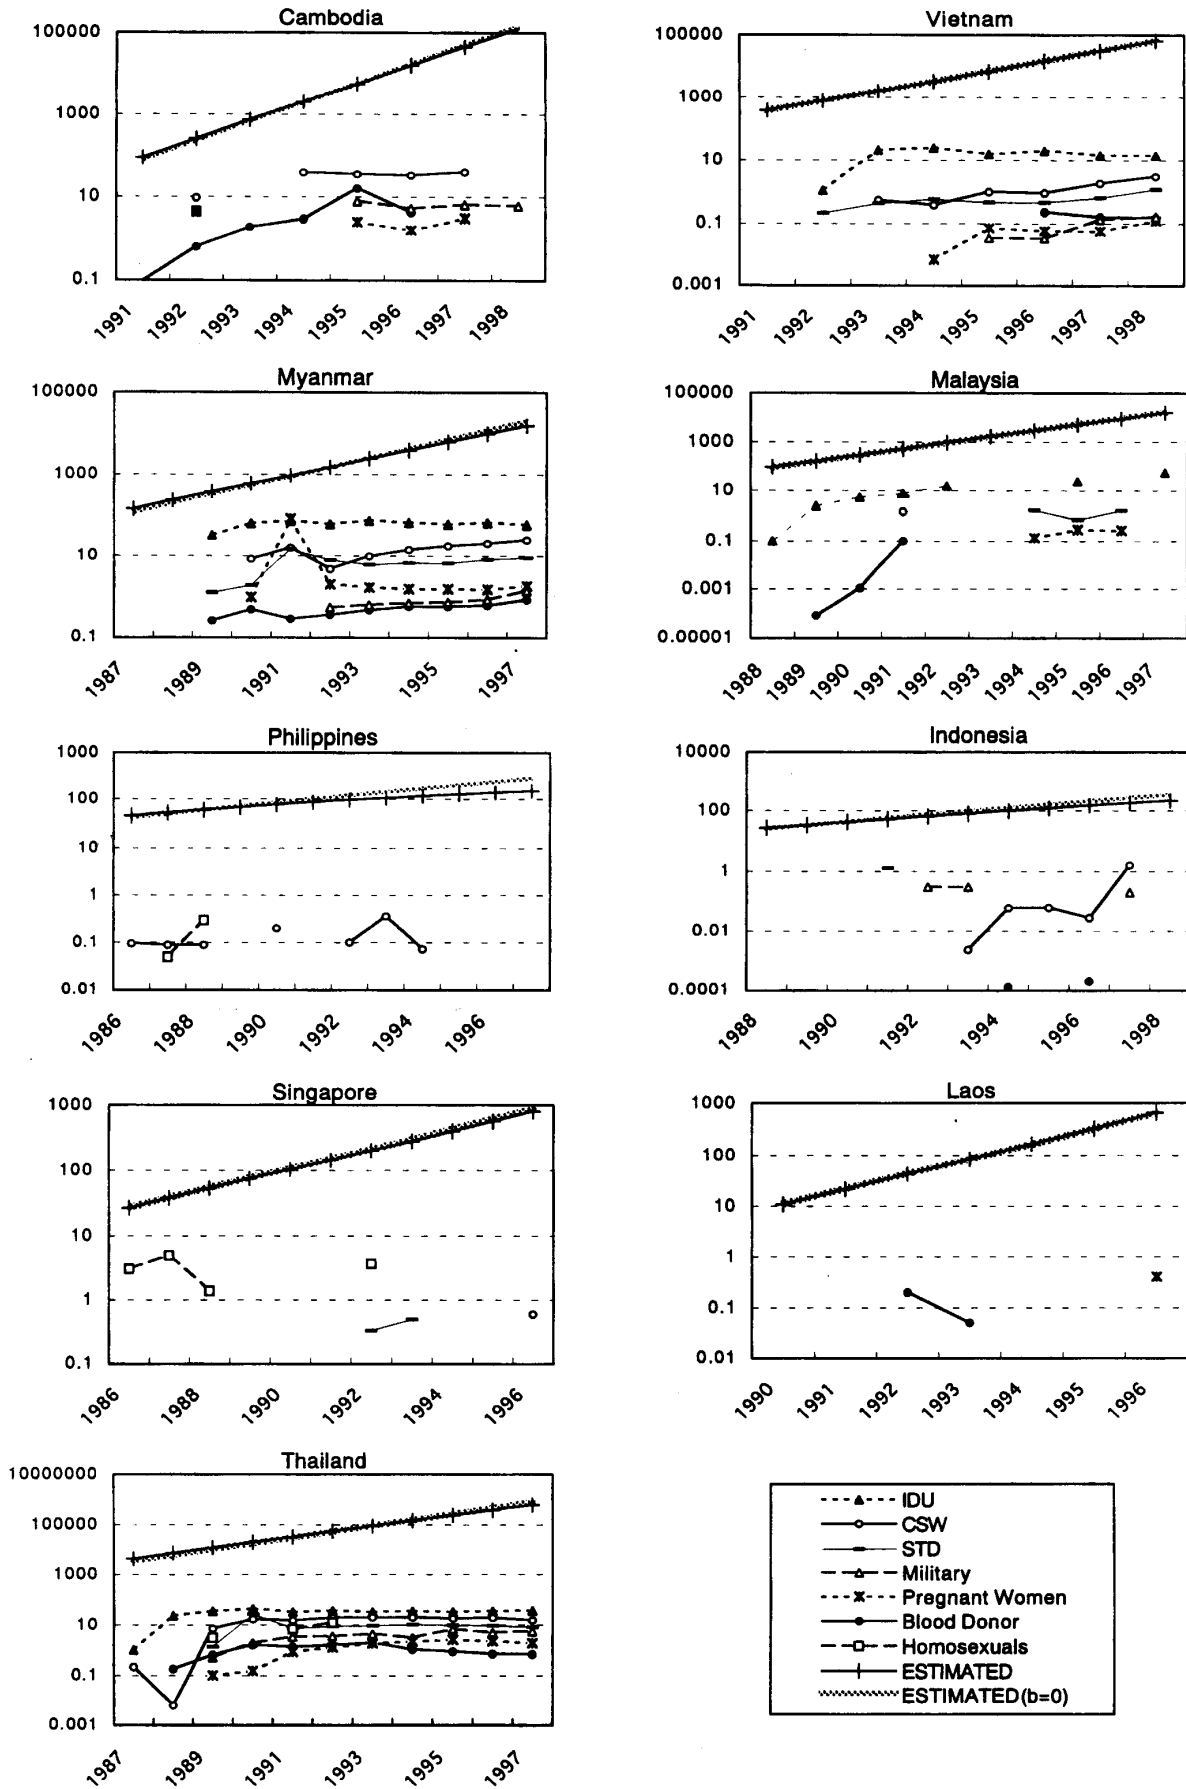 Cambodia
100000
1000
10
0.1
1991 1992 1993 1994 1995 1996 1997 1998
Vietnam
100000
1000
10
0.1
0.001
1991 1992 1993 1994 1995 1996 1997 1998
Myanmar
100000
1000
10
0.1
1987 1989 1991 1993 1995 1997
Malaysia
100000
1000
10
0.1
0.001
0.00001
1988 1989 1990 1991 1992 1993 1994 1995 1996 1997
Philippines
1000
100
10
1
0.1
0.01
1986 1988 1990 1992 1994 1996
Indonesia
10000
100
1
0.01
0.0001
1988 1990 1992 1994 1996 1998
Singapore
1000
100
10
1
0.1
1986 1988 1990 1992 1994 1996
Laos
1000
100
10
1
0.1
0.01
1990 1991 1992 1993 1994 1995 1996
Thailand
10000000
100000
1000
10
0.1
0.001
1987 1989 1991 1993 1995 1997
IDU
CSW
STD
Military
Pregnant Women
Blood Donor
Homosexuals
ESTIMATED
ESTIMATED(b=0)